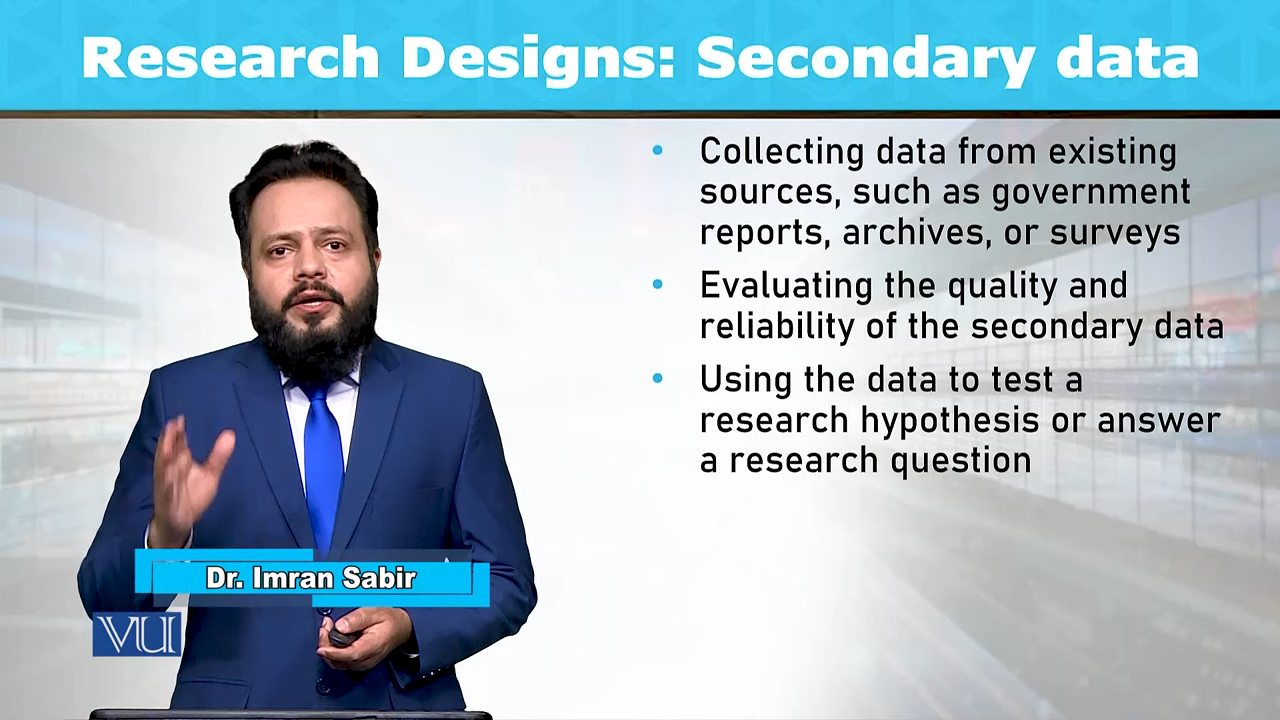 Research Designs: Secondary data
• Collecting data from existing
sources, such as government
reports, archives, or surveys
• Evaluating the quality and
reliability of the secondary data
• Using the data to test a
research hypothesis or answer
a research question
Dr. Imran Sabir
VU